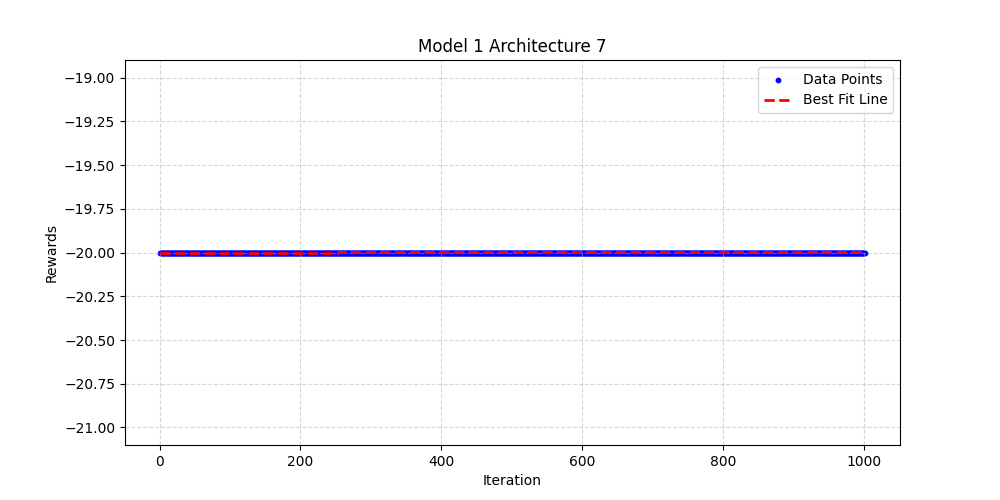 Model 1 Architecture 7
Data Points
Best Fit Line
−19.00
−19.25
−19.50
−19.75
−20.00
−20.25
−20.50
−20.75
−21.00
Rewards
0 200 400 600 800 1000
Iteration